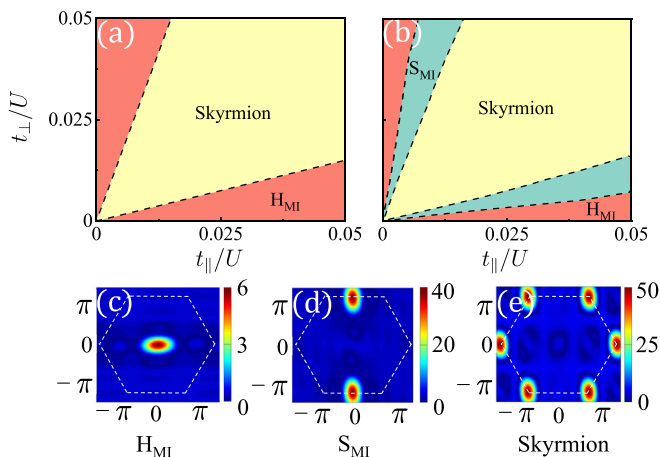 (a)
(b)
0.05
0.025
0
t⊥/U
Skyrmion
H_MI
0
0.025
0.05
t∥/U
S_MI
Skyrmion
H_MI
0
0.025
0.05
t∥/U
(c)
(d)
(e)
π
0
−π
−π 0 π
6
3
0
π
0
−π
−π 0 π
40
20
0
π
0
−π
−π 0 π
50
25
0
H_MI
S_MI
Skyrmion